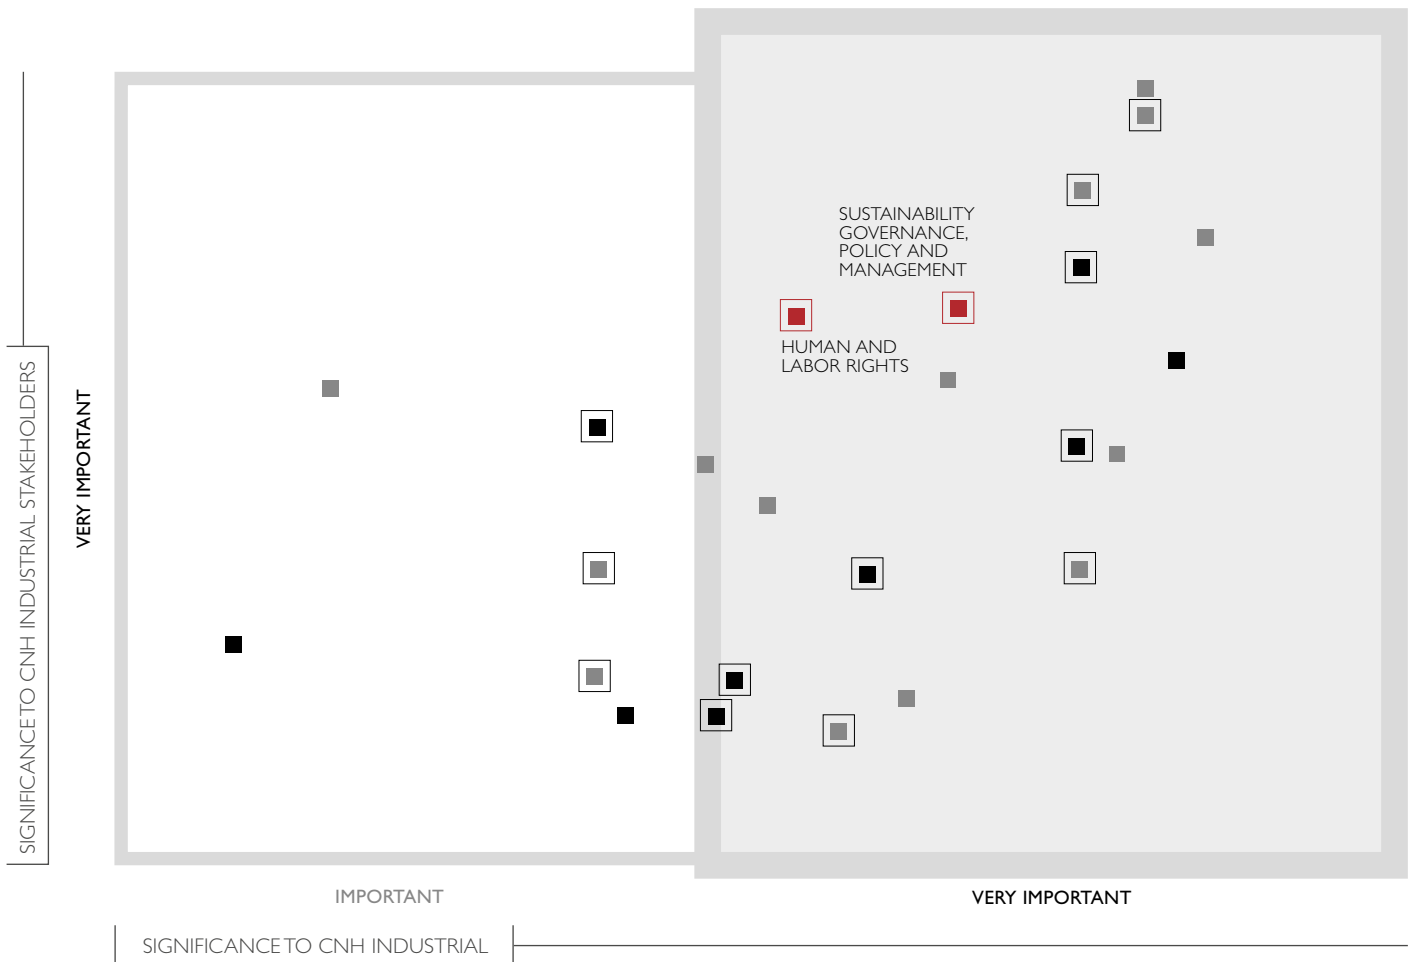 SUSTAINABILITY
GOVERNANCE,
POLICY AND
MANAGEMENT
HUMAN AND
LABOR RIGHTS
SIGNIFICANCE TO CNH INDUSTRIAL STAKEHOLDERS
VERY IMPORTANT
IMPORTANT
VERY IMPORTANT
SIGNIFICANCE TO CNH INDUSTRIAL